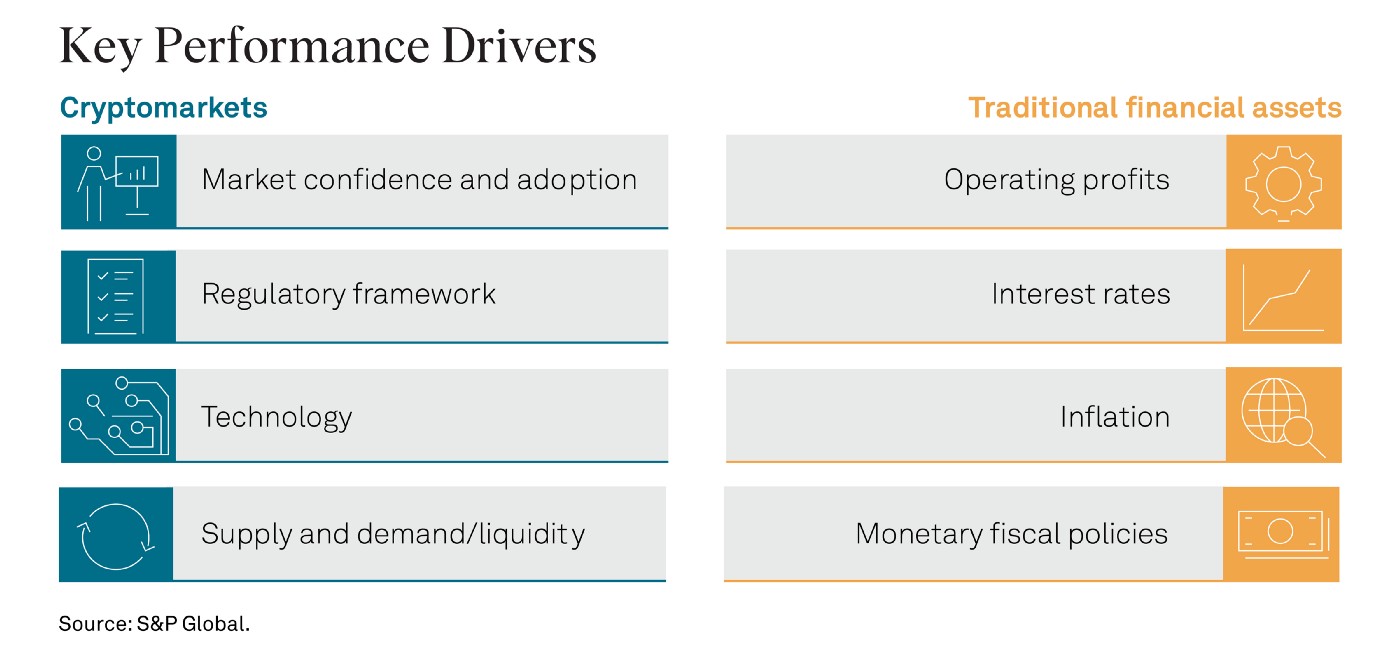 Key Performance Drivers
Cryptomarkets
Traditional financial assets
Market confidence and adoption
Operating profits
Regulatory framework
Interest rates
Technology
Inflation
Supply and demand/liquidity
Monetary fiscal policies
Source: S&P Global.